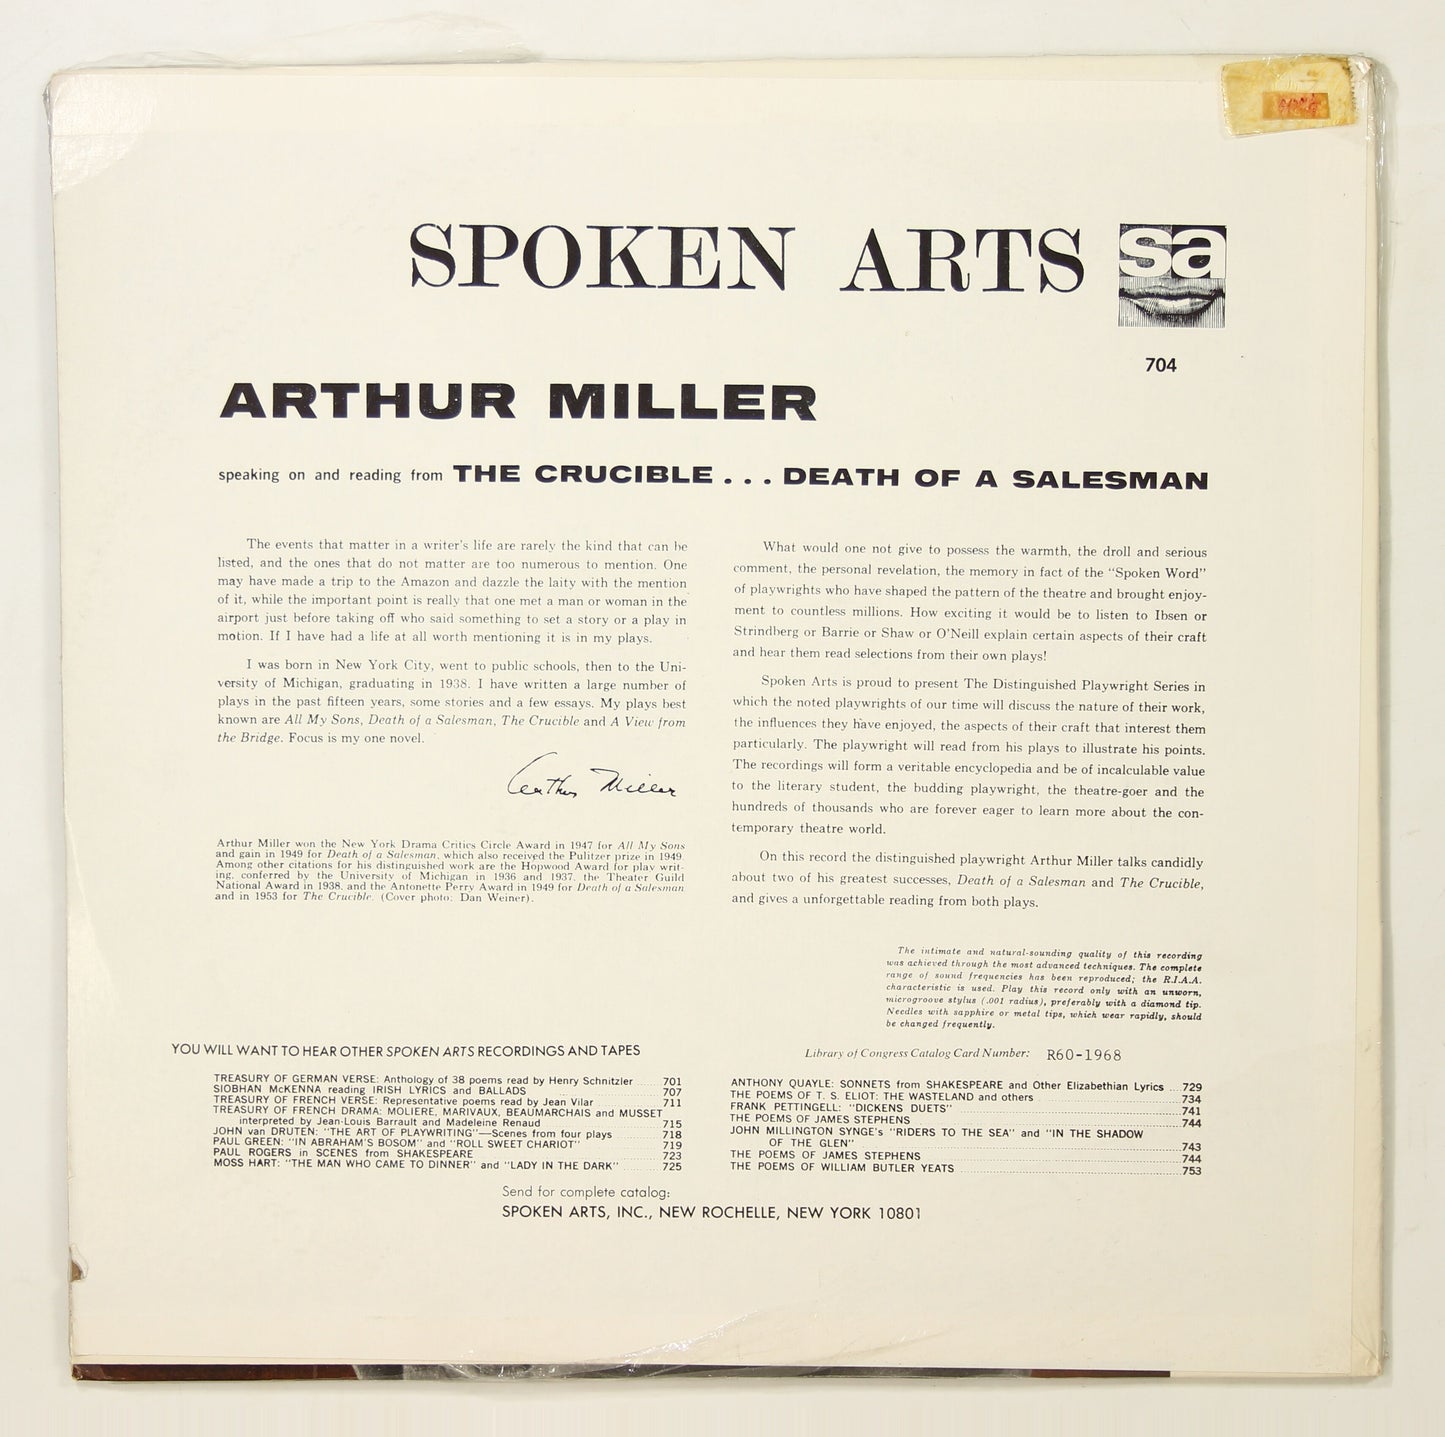 SPOKEN ARTS sa
704
ARTHUR MILLER
speaking on and reading from THE CRUCIBLE . . . DEATH OF A SALESMAN
The events that matter in a writer's life are rarely the kind that can be
listed, and the ones that do not matter are too numerous to mention. One
may have made a trip to the Amazon and dazzle the laity with the mention
of it, while the important point is really that one met a man or woman in the
airport just before taking off who said something to set a story or a play in
motion. If I have had a life at all worth mentioning it is in my plays.
I was born in New York City, went to public schools, then to the Uni-
versity of Michigan, graduating in 1938. I have written a large number of
plays in the past fifteen years, some stories and a few essays. My plays best
known are All My Sons, Death of a Salesman, The Crucible and A View from
the Bridge. Focus is my one novel.
Arthur Miller
Arthur Miller won the New York Drama Critics Circle Award in 1947 for All My Sons
and gain in 1949 for Death of a Salesman, which also received the Pulitzer prize in 1949.
Among other citations for his distinguished work are the Hopwood Award for play writ-
ing, conferred by the University of Michigan in 1936 and 1937, the Theater Guild
National Award in 1938, and the Antonette Perry Award in 1949 for Death of a Salesman
and in 1953 for The Crucible. (Cover photo: Dan Weiner).
What would one not give to possess the warmth, the droll and serious
comment, the personal revelation, the memory in fact of the "Spoken Word"
of playwrights who have shaped the pattern of the theatre and brought enjoy-
ment to countless millions. How exciting it would be to listen to Ibsen or
Strindberg or Barrie or Shaw or O'Neill explain certain aspects of their craft
and hear them read selections from their own plays!
Spoken Arts is proud to present The Distinguished Playwright Series in
which the noted playwrights of our time will discuss the nature of their work,
the influences they have enjoyed, the aspects of their craft that interest them
particularly. The playwright will read from his plays to illustrate his points.
The recordings will form a veritable encyclopedia and be of incalculable value
to the literary student, the budding playwright, the theatre-goer and the
hundreds of thousands who are forever eager to learn more about the con-
temporary theatre world.
On this record the distinguished playwright Arthur Miller talks candidly
about two of his greatest successes, Death of a Salesman and The Crucible,
and gives a unforgettable reading from both plays.
The intimate and natural-sounding quality of this recording
was achieved through the most advanced techniques. The complete
range of sound frequencies has been reproduced; the R.I.A.A.
characteristic is used. Play this record only with an unworn,
microgroove stylus (.001 radius), preferably with a diamond tip.
Needles with sapphire or metal tips, which wear rapidly, should
be changed frequently.
Library of Congress Catalog Card Number: R60-1968
YOU WILL WANT TO HEAR OTHER SPOKEN ARTS RECORDINGS AND TAPES
TREASURY OF GERMAN VERSE: Anthology of 38 poems read by Henry Schnitzler ..... 701
SIOBHAN McKENNA reading IRISH LYRICS and BALLADS ..... 707
TREASURY OF FRENCH VERSE: Representative poems read by Jean Vilar ..... 711
TREASURY OF FRENCH DRAMA: MOLIERE, MARIVAUX, BEAUMARCHAIS and MUSSET
interpreted by Jean-Louis Barrault and Madeleine Renaud ..... 715
JOHN van DRUTEN: "THE ART OF PLAYWRITING"—Scenes from four plays ..... 718
PAUL GREEN: "IN ABRAHAM'S BOSOM" and "ROLL SWEET CHARIOT" ..... 719
PAUL ROGERS in SCENES from SHAKESPEARE ..... 723
MOSS HART: "THE MAN WHO CAME TO DINNER" and "LADY IN THE DARK" ..... 725
ANTHONY QUAYLE: SONNETS from SHAKESPEARE and Other Elizabethian Lyrics ... 729
THE POEMS OF T. S. ELIOT: THE WASTELAND and others ..... 734
FRANK PETTINGELL: "DICKENS DUETS" ..... 741
THE POEMS OF JAMES STEPHENS ..... 744
JOHN MILLINGTON SYNGE's "RIDERS TO THE SEA" and "IN THE SHADOW
OF THE GLEN" ..... 743
THE POEMS OF JAMES STEPHENS ..... 744
THE POEMS OF WILLIAM BUTLER YEATS ..... 753
Send for complete catalog:
SPOKEN ARTS, INC., NEW ROCHELLE, NEW YORK 10801